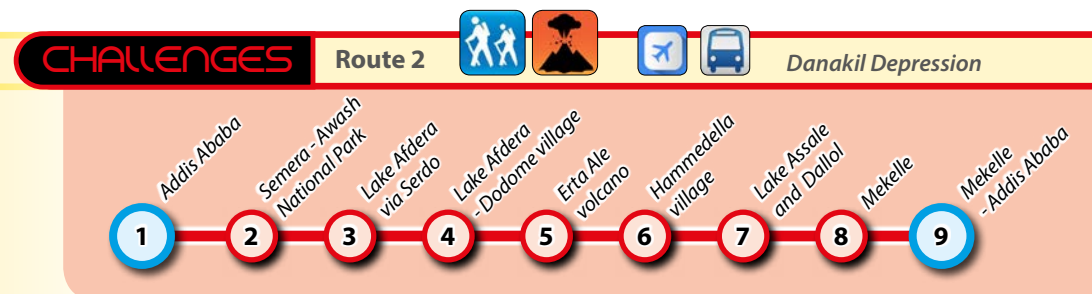 CHALLENGES
Route 2
Danakil Depression
Addis Ababa
Semera - Awash
National Park
Lake Afdera
via Serdo
Lake Afdera
- Dodome village
Erta Ale
volcano
Hammedella
village
Lake Assale
and Dallol
Mekelle
Mekelle
- Addis Ababa
1
2
3
4
5
6
7
8
9